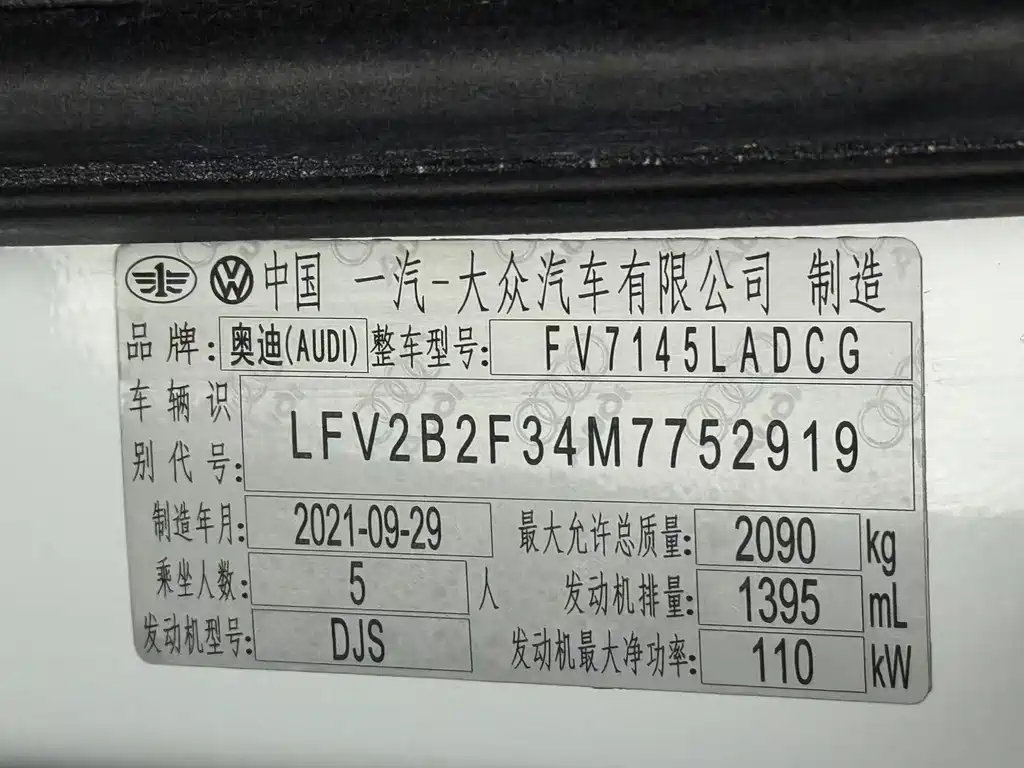 中国 一汽-大众汽车有限公司 制造
品牌: 奥迪(AUDI) 整车型号: FV7145LADCG
车辆识别代号: LFV2B2F34M7752919
制造年月: 2021-09-29 最大允许总质量: 2090 kg
乘坐人数: 5 人 发动机排量: 1395 mL
发动机型号: DJS 发动机最大净功率: 110 kW